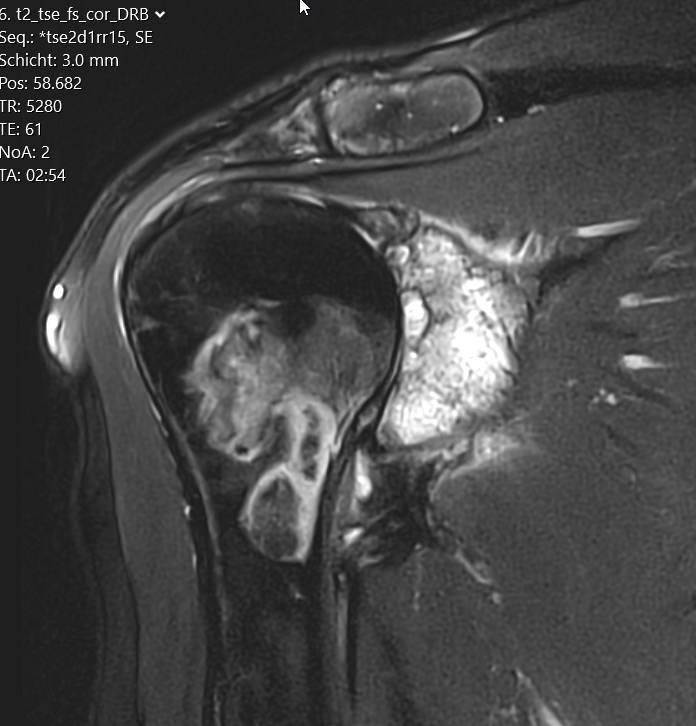 6. t2_tse_fs_cor_DRB
Seq.: *tse2d1rr15, SE
Schicht: 3.0 mm
Pos: 58.682
TR: 5280
TE: 61
NoA: 2
TA: 02:54